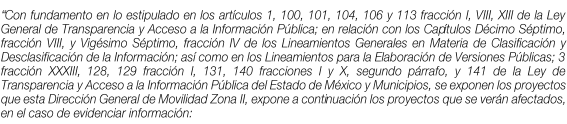 "Con fundamento en lo estipulado en los artículos 1, 100, 101, 104, 106 y 113 fracción I, VIII, XIII de la Ley
General de Transparencia y Acceso a la Información Pública; en relación con los Capítulos Décimo Séptimo,
fracción VIII, y Vigésimo Séptimo, fracción IV de los Lineamientos Generales en Materia de Clasificación y
Desclasificación de la Información; así como en los Lineamientos para la Elaboración de Versiones Públicas; 3
fracción XXXIII, 128, 129 fracción I, 131, 140 fracciones I y X, segundo párrafo, y 141 de la Ley de
Transparencia y Acceso a la Información Pública del Estado de México y Municipios, se exponen los proyectos
que esta Dirección General de Movilidad Zona II, expone a continuación los proyectos que se verán afectados,
en el caso de evidenciar información: